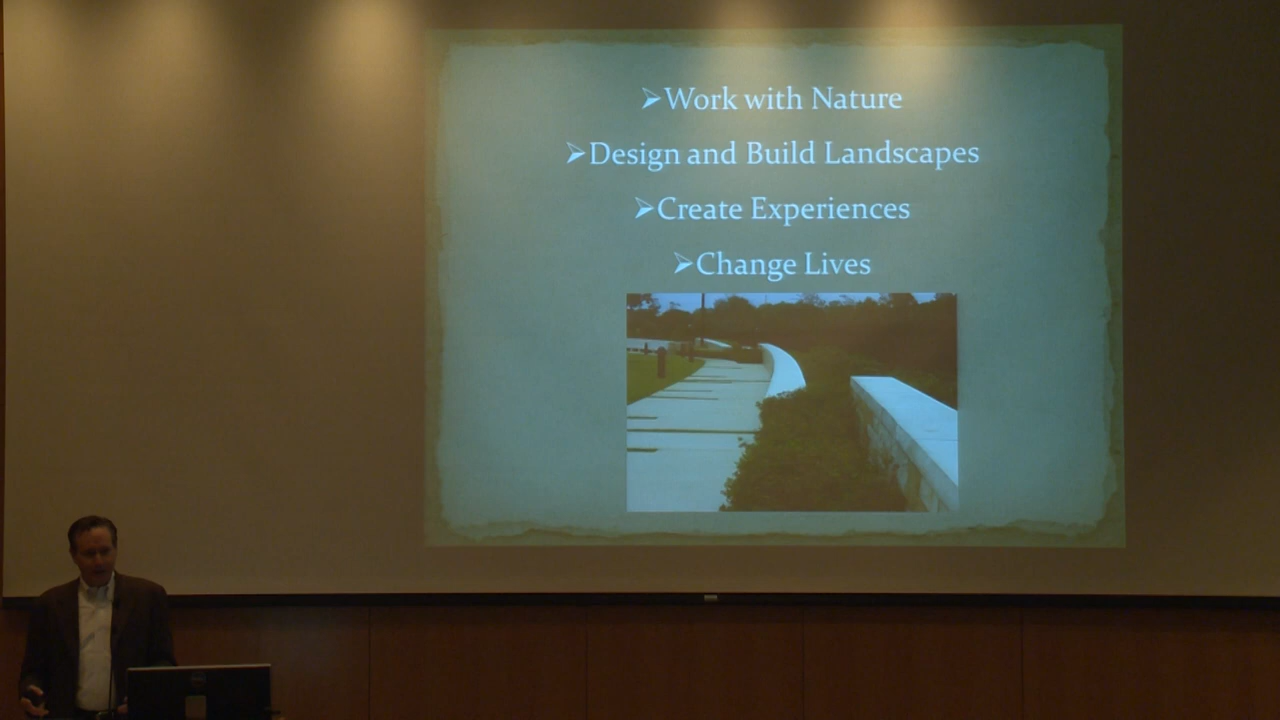 ➢Work with Nature
➢Design and Build Landscapes
➢Create Experiences
➢Change Lives